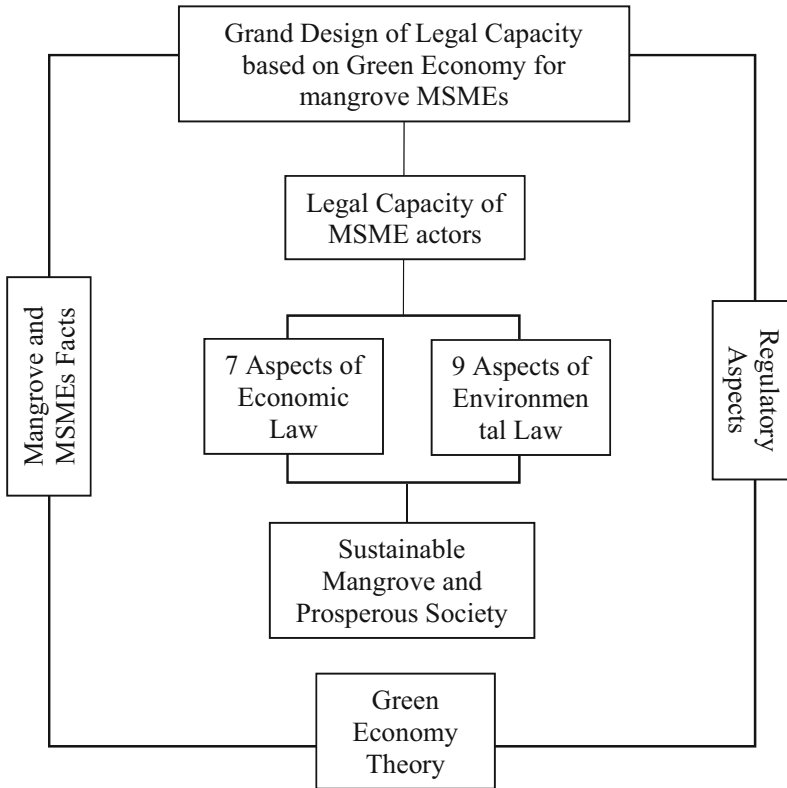 Grand Design of Legal Capacity
based on Green Economy for
mangrove MSMEs
Legal Capacity of
MSME actors
Mangrove and
MSMEs Facts
7 Aspects of
Economic
Law
9 Aspects of
Environmen
tal Law
Regulatory
Aspects
Sustainable
Mangrove and
Prosperous Society
Green
Economy
Theory